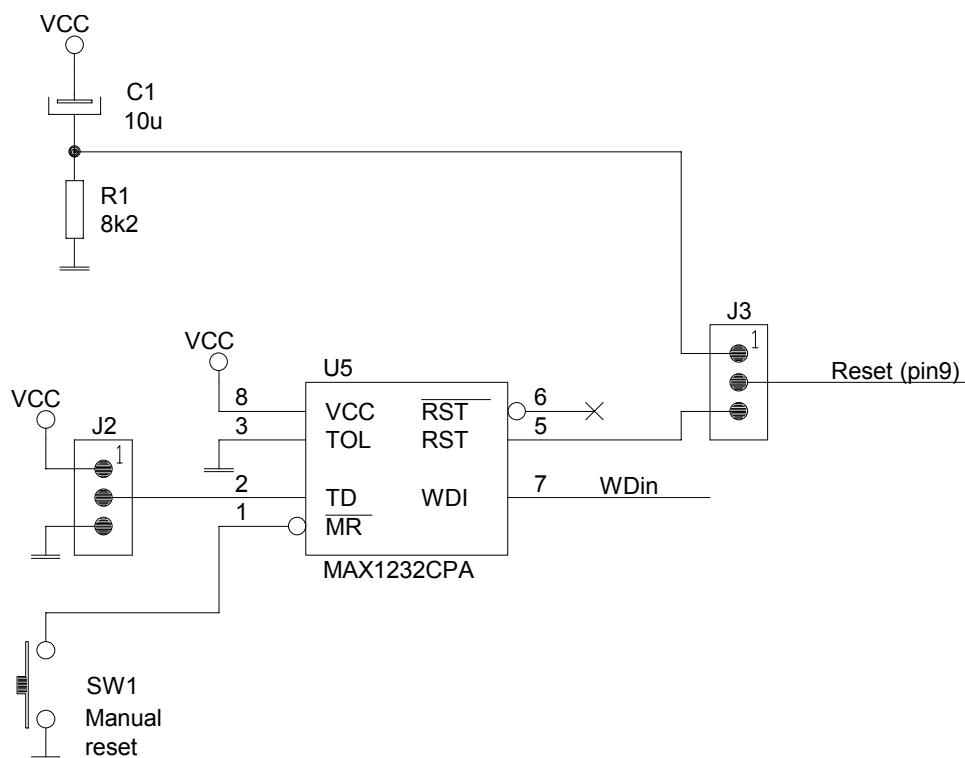 VCC
C1
10u
R1
8k2
J3
1
Reset (pin9)
VCC
U5
VCC
J2
1
8
3
2
1
VCC
TOL
TD
MR
RST
RST
WDI
6
5
7
WDin
MAX1232CPA
SW1
Manual
reset